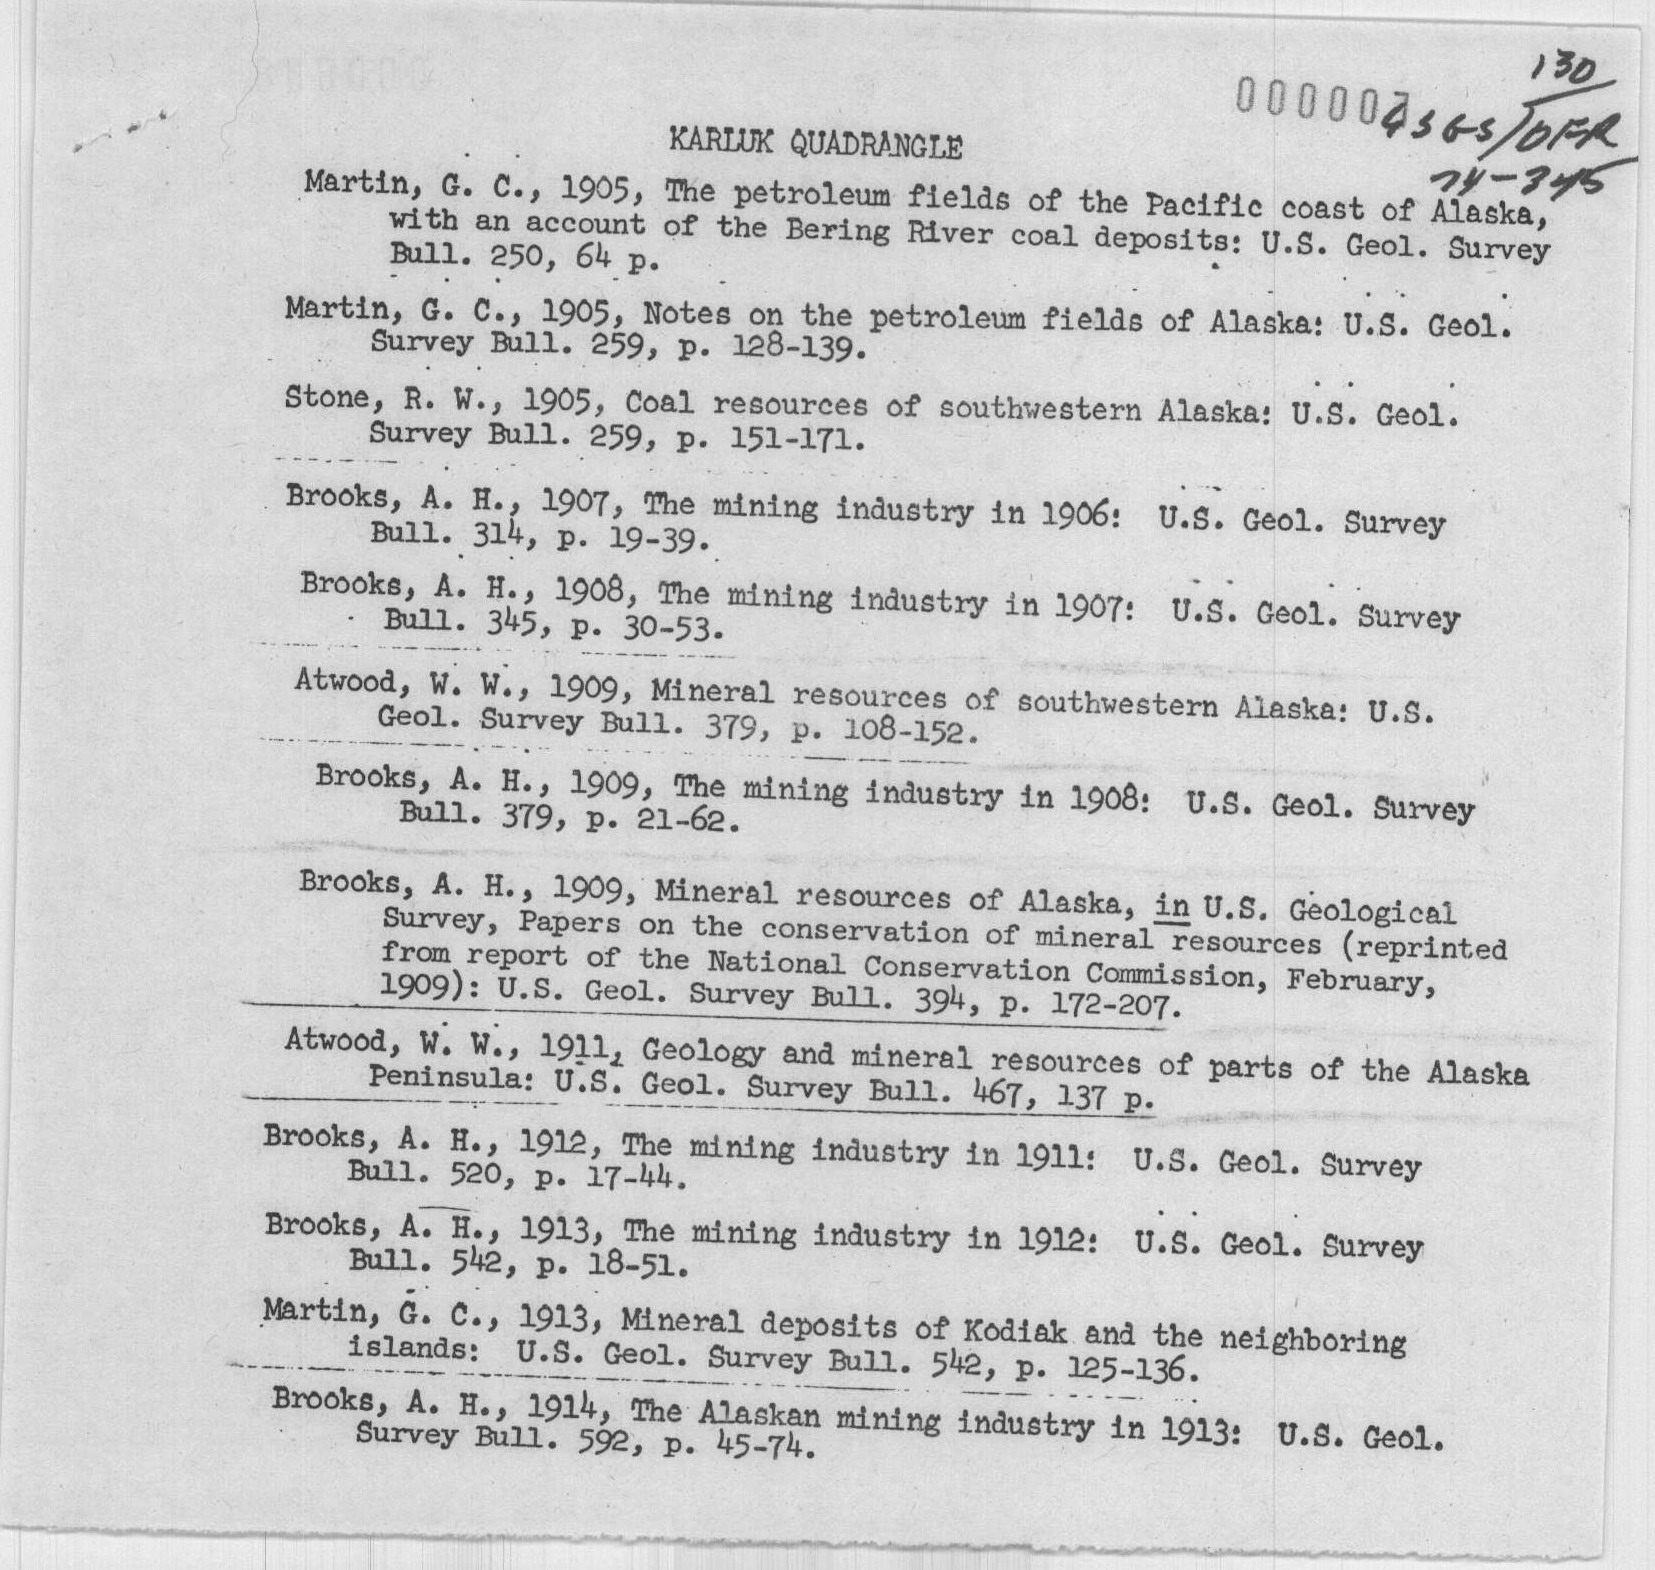 130
000007
USGS/OFR
74-345
KARLUK QUADRANGLE
Martin, G. C., 1905, The petroleum fields of the Pacific coast of Alaska,
with an account of the Bering River coal deposits: U.S. Geol. Survey
Bull. 250, 64 p.
Martin, G. C., 1905, Notes on the petroleum fields of Alaska: U.S. Geol.
Survey Bull. 259, p. 128-139.
Stone, R. W., 1905, Coal resources of southwestern Alaska: U.S. Geol.
Survey Bull. 259, p. 151-171.
Brooks, A. H., 1907, The mining industry in 1906: U.S. Geol. Survey
Bull. 314, p. 19-39.
Brooks, A. H., 1908, The mining industry in 1907: U.S. Geol. Survey
Bull. 345, p. 30-53.
Atwood, W. W., 1909, Mineral resources of southwestern Alaska: U.S.
Geol. Survey Bull. 379, p. 108-152.
Brooks, A. H., 1909, The mining industry in 1908: U.S. Geol. Survey
Bull. 379, p. 21-62.
Brooks, A. H., 1909, Mineral resources of Alaska, in U.S. Geological
Survey, Papers on the conservation of mineral resources (reprinted
from report of the National Conservation Commission, February,
1909): U.S. Geol. Survey Bull. 394, p. 172-207.
Atwood, W. W., 1911, Geology and mineral resources of parts of the Alaska
Peninsula: U.S. Geol. Survey Bull. 467, 137 p.
Brooks, A. H., 1912, The mining industry in 1911: U.S. Geol. Survey
Bull. 520, p. 17-44.
Brooks, A. H., 1913, The mining industry in 1912: U.S. Geol. Survey
Bull. 542, p. 18-51.
Martin, G. C., 1913, Mineral deposits of Kodiak and the neighboring
islands: U.S. Geol. Survey Bull. 542, p. 125-136.
Brooks, A. H., 1914, The Alaskan mining industry in 1913: U.S. Geol.
Survey Bull. 592, p. 45-74.